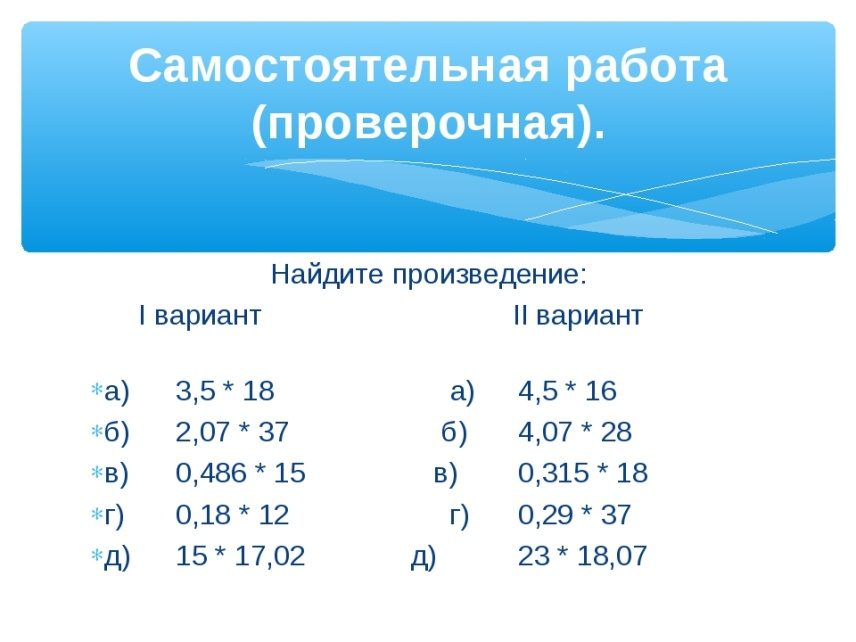 Самостоятельная работа
(проверочная).
Найдите произведение:
I вариант II вариант
*а) 3,5 * 18 а) 4,5 * 16
*б) 2,07 * 37 б) 4,07 * 28
*в) 0,486 * 15 в) 0,315 * 18
*г) 0,18 * 12 г) 0,29 * 37
*д) 15 * 17,02 д) 23 * 18,07